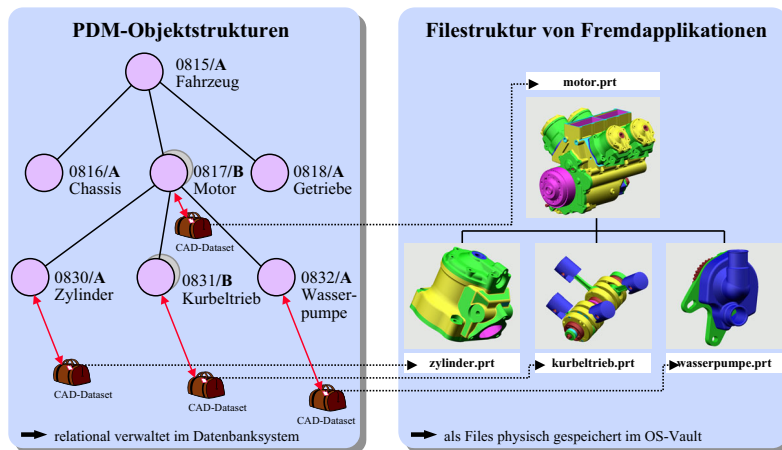 PDM-Objektstrukturen
0815/A
Fahrzeug
0816/A
Chassis
0817/B
Motor
0818/A
Getriebe
CAD-Dataset
0830/A
Zylinder
0831/B
Kurbeltrieb
0832/A
Wasser-
pumpe
CAD-Dataset
CAD-Dataset
CAD-Dataset
relational verwaltet im Datenbanksystem
Filestruktur von Fremdapplikationen
motor.prt
zylinder.prt
kurbeltrieb.prt
wasserpumpe.prt
als Files physisch gespeichert im OS-Vault